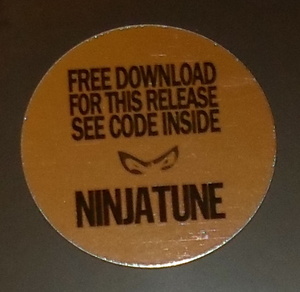 FREE DOWNLOAD
FOR THIS RELEASE
SEE CODE INSIDE
NINJATUNE